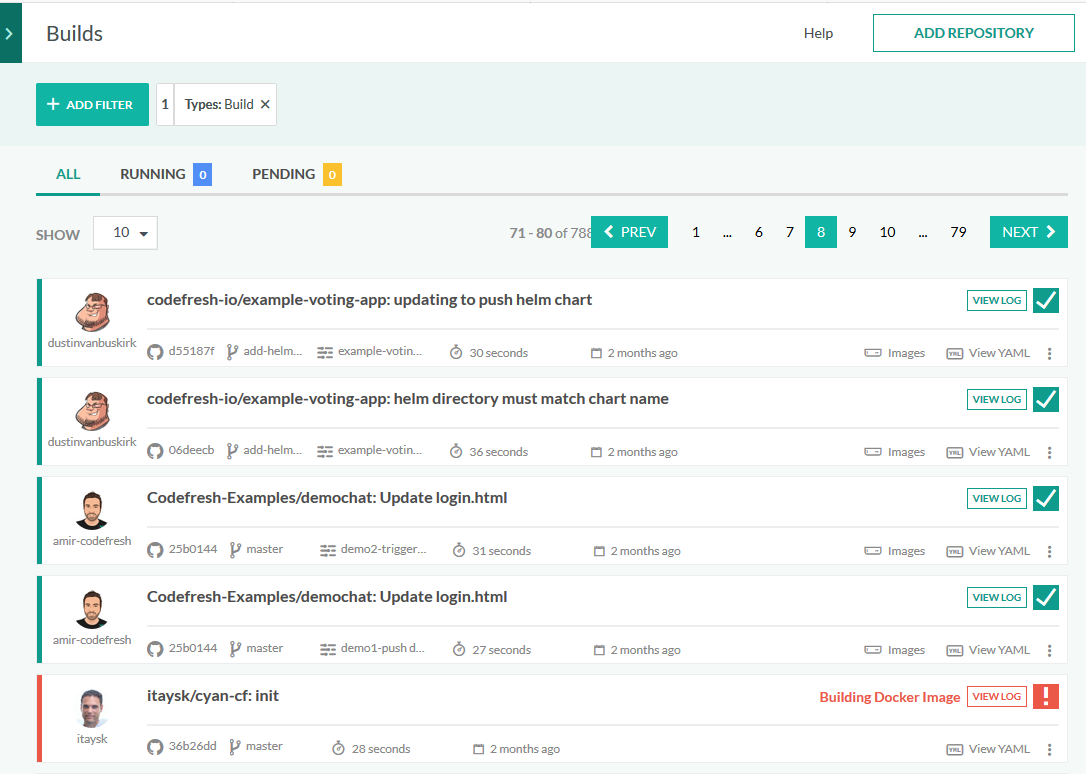 Builds Help ADD REPOSITORY
+ ADD FILTER 1 Types: Build ×
ALL RUNNING 0 PENDING 0
SHOW 10 71 - 80 of 788 PREV 1 ... 6 7 8 9 10 ... 79 NEXT
codefresh-io/example-voting-app: updating to push helm chart VIEW LOG
dustinvanbuskirk d55187f add-helm... example-votin... 30 seconds 2 months ago Images YML View YAML
codefresh-io/example-voting-app: helm directory must match chart name VIEW LOG
dustinvanbuskirk 06deecb add-helm... example-votin... 36 seconds 2 months ago Images YML View YAML
Codefresh-Examples/demochat: Update login.html VIEW LOG
amir-codefresh 25b0144 master demo2-trigger... 31 seconds 2 months ago Images YML View YAML
Codefresh-Examples/demochat: Update login.html VIEW LOG
amir-codefresh 25b0144 master demo1-push d... 27 seconds 2 months ago Images YML View YAML
itaysk/cyan-cf: init Building Docker Image VIEW LOG !
itaysk 36b26dd master 28 seconds 2 months ago YML View YAML